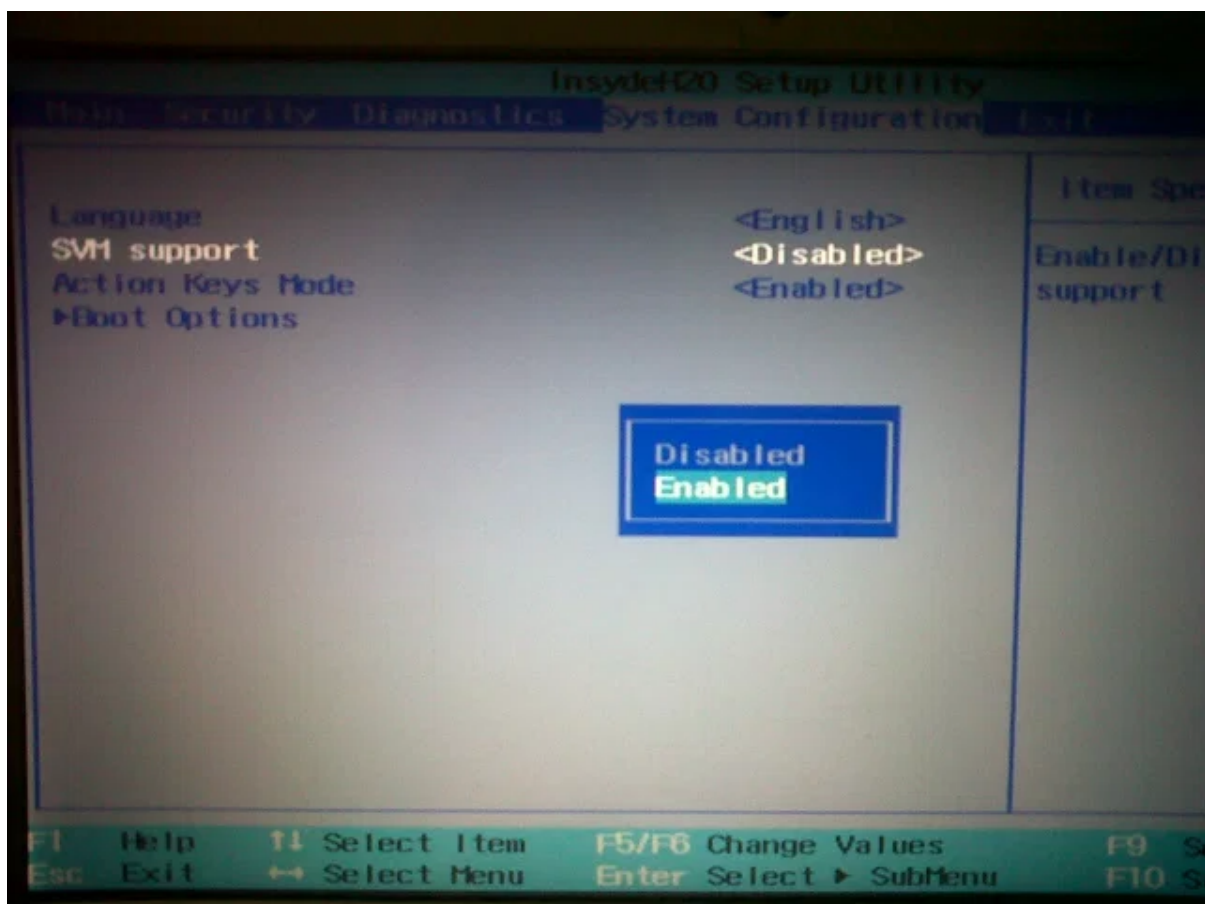 InsydeH20 Setup Utility
Main Security Diagnostics System Configuration Exit
Item Spe
Language <English>
SVM support <Disabled> Enable/Di
Action Keys Mode <Enabled> support
▶Boot Options
Disabled
Enabled
F1 Help ↑↓ Select Item F5/F6 Change Values F9 S
Esc Exit ↔ Select Menu Enter Select ▶ SubMenu F10 S